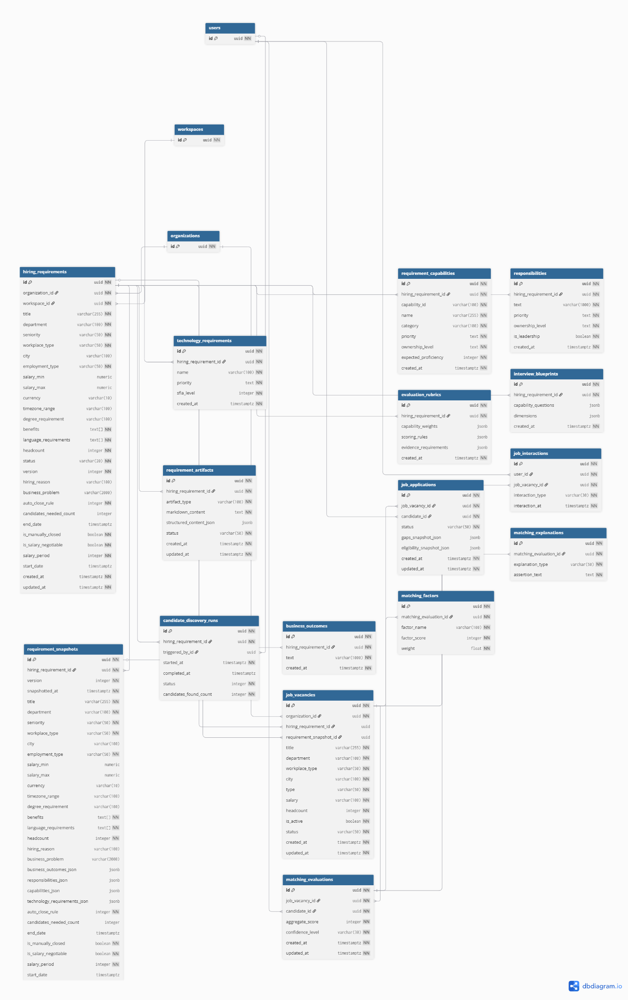 users
id uuid NN
workspaces
id uuid NN
organizations
id uuid NN
hiring_requirements
id uuid NN
organization_id uuid NN
workspace_id uuid NN
title varchar(255) NN
department varchar(100) NN
seniority varchar(50) NN
workplace_type varchar(50) NN
city varchar(100)
employment_type varchar(50) NN
salary_min numeric
salary_max numeric
currency varchar(10)
timezone_range varchar(100)
degree_requirement varchar(100)
benefits text[] NN
language_requirements text[] NN
headcount integer NN
status varchar(20) NN
version integer NN
hiring_reason varchar(100)
business_problem varchar(2000)
auto_close_rule integer NN
candidates_needed_count integer
end_date timestamptz
is_manually_closed boolean NN
is_salary_negotiable boolean NN
salary_period integer NN
start_date timestamptz
created_at timestamptz NN
updated_at timestamptz NN
technology_requirements
id uuid NN
hiring_requirement_id uuid NN
name varchar(100) NN
priority text NN
sfia_level integer NN
created_at timestamptz NN
requirement_artifacts
id uuid NN
hiring_requirement_id uuid NN
artifact_type varchar(100) NN
markdown_content text NN
structured_content_json jsonb
status varchar(50) NN
created_at timestamptz NN
updated_at timestamptz NN
candidate_discovery_runs
id uuid NN
hiring_requirement_id uuid NN
triggered_by_id uuid
started_at timestamptz NN
completed_at timestamptz
status integer NN
candidates_found_count integer NN
requirement_snapshots
id uuid NN
hiring_requirement_id uuid NN
version integer NN
snapshotted_at timestamptz NN
title varchar(255) NN
department varchar(100) NN
seniority varchar(50) NN
workplace_type varchar(50) NN
city varchar(100)
employment_type varchar(50) NN
salary_min numeric
salary_max numeric
currency varchar(10)
timezone_range varchar(100)
degree_requirement varchar(100)
benefits text[] NN
language_requirements text[] NN
headcount integer NN
hiring_reason varchar(100)
business_problem varchar(2000)
business_outcomes_json jsonb
responsibilities_json jsonb
capabilities_json jsonb
technology_requirements_json jsonb
auto_close_rule integer NN
candidates_needed_count integer
end_date timestamptz
is_manually_closed boolean NN
is_salary_negotiable boolean NN
salary_period integer NN
start_date timestamptz
business_outcomes
id uuid NN
hiring_requirement_id uuid NN
text varchar(1000) NN
created_at timestamptz NN
job_vacancies
id uuid NN
organization_id uuid NN
hiring_requirement_id uuid
requirement_snapshot_id uuid
title varchar(255) NN
department varchar(100) NN
workplace_type varchar(50) NN
city varchar(100) NN
type varchar(50) NN
salary varchar(100) NN
headcount integer NN
is_active boolean NN
status varchar(50) NN
created_at timestamptz NN
updated_at timestamptz NN
matching_evaluations
id uuid NN
job_vacancy_id uuid NN
candidate_id uuid NN
aggregate_score integer NN
confidence_level varchar(30) NN
created_at timestamptz NN
updated_at timestamptz NN
requirement_capabilities
id uuid NN
hiring_requirement_id uuid NN
capability_id varchar(100) NN
name varchar(255) NN
category varchar(100) NN
priority text NN
ownership_level text NN
expected_proficiency integer NN
created_at timestamptz NN
evaluation_rubrics
id uuid NN
hiring_requirement_id uuid NN
capability_weights jsonb
scoring_rules jsonb
evidence_requirements jsonb
created_at timestamptz NN
job_applications
id uuid NN
job_vacancy_id uuid NN
candidate_id uuid NN
status varchar(50) NN
gaps_snapshot_json jsonb
eligibility_snapshot_json jsonb
created_at timestamptz NN
updated_at timestamptz NN
matching_factors
id uuid NN
matching_evaluation_id uuid NN
factor_name varchar(100) NN
factor_score integer NN
weight float NN
responsibilities
id uuid NN
hiring_requirement_id uuid NN
text varchar(1000) NN
priority text NN
ownership_level text NN
is_leadership boolean NN
created_at timestamptz NN
interview_blueprints
id uuid NN
hiring_requirement_id uuid NN
capability_questions jsonb
dimensions jsonb
created_at timestamptz NN
job_interactions
id uuid NN
user_id uuid NN
job_vacancy_id uuid NN
interaction_type varchar(30) NN
interaction_at timestamptz NN
matching_explanations
id uuid NN
matching_evaluation_id uuid NN
explanation_type varchar(50) NN
assertion_text text NN
dbdiagram.io